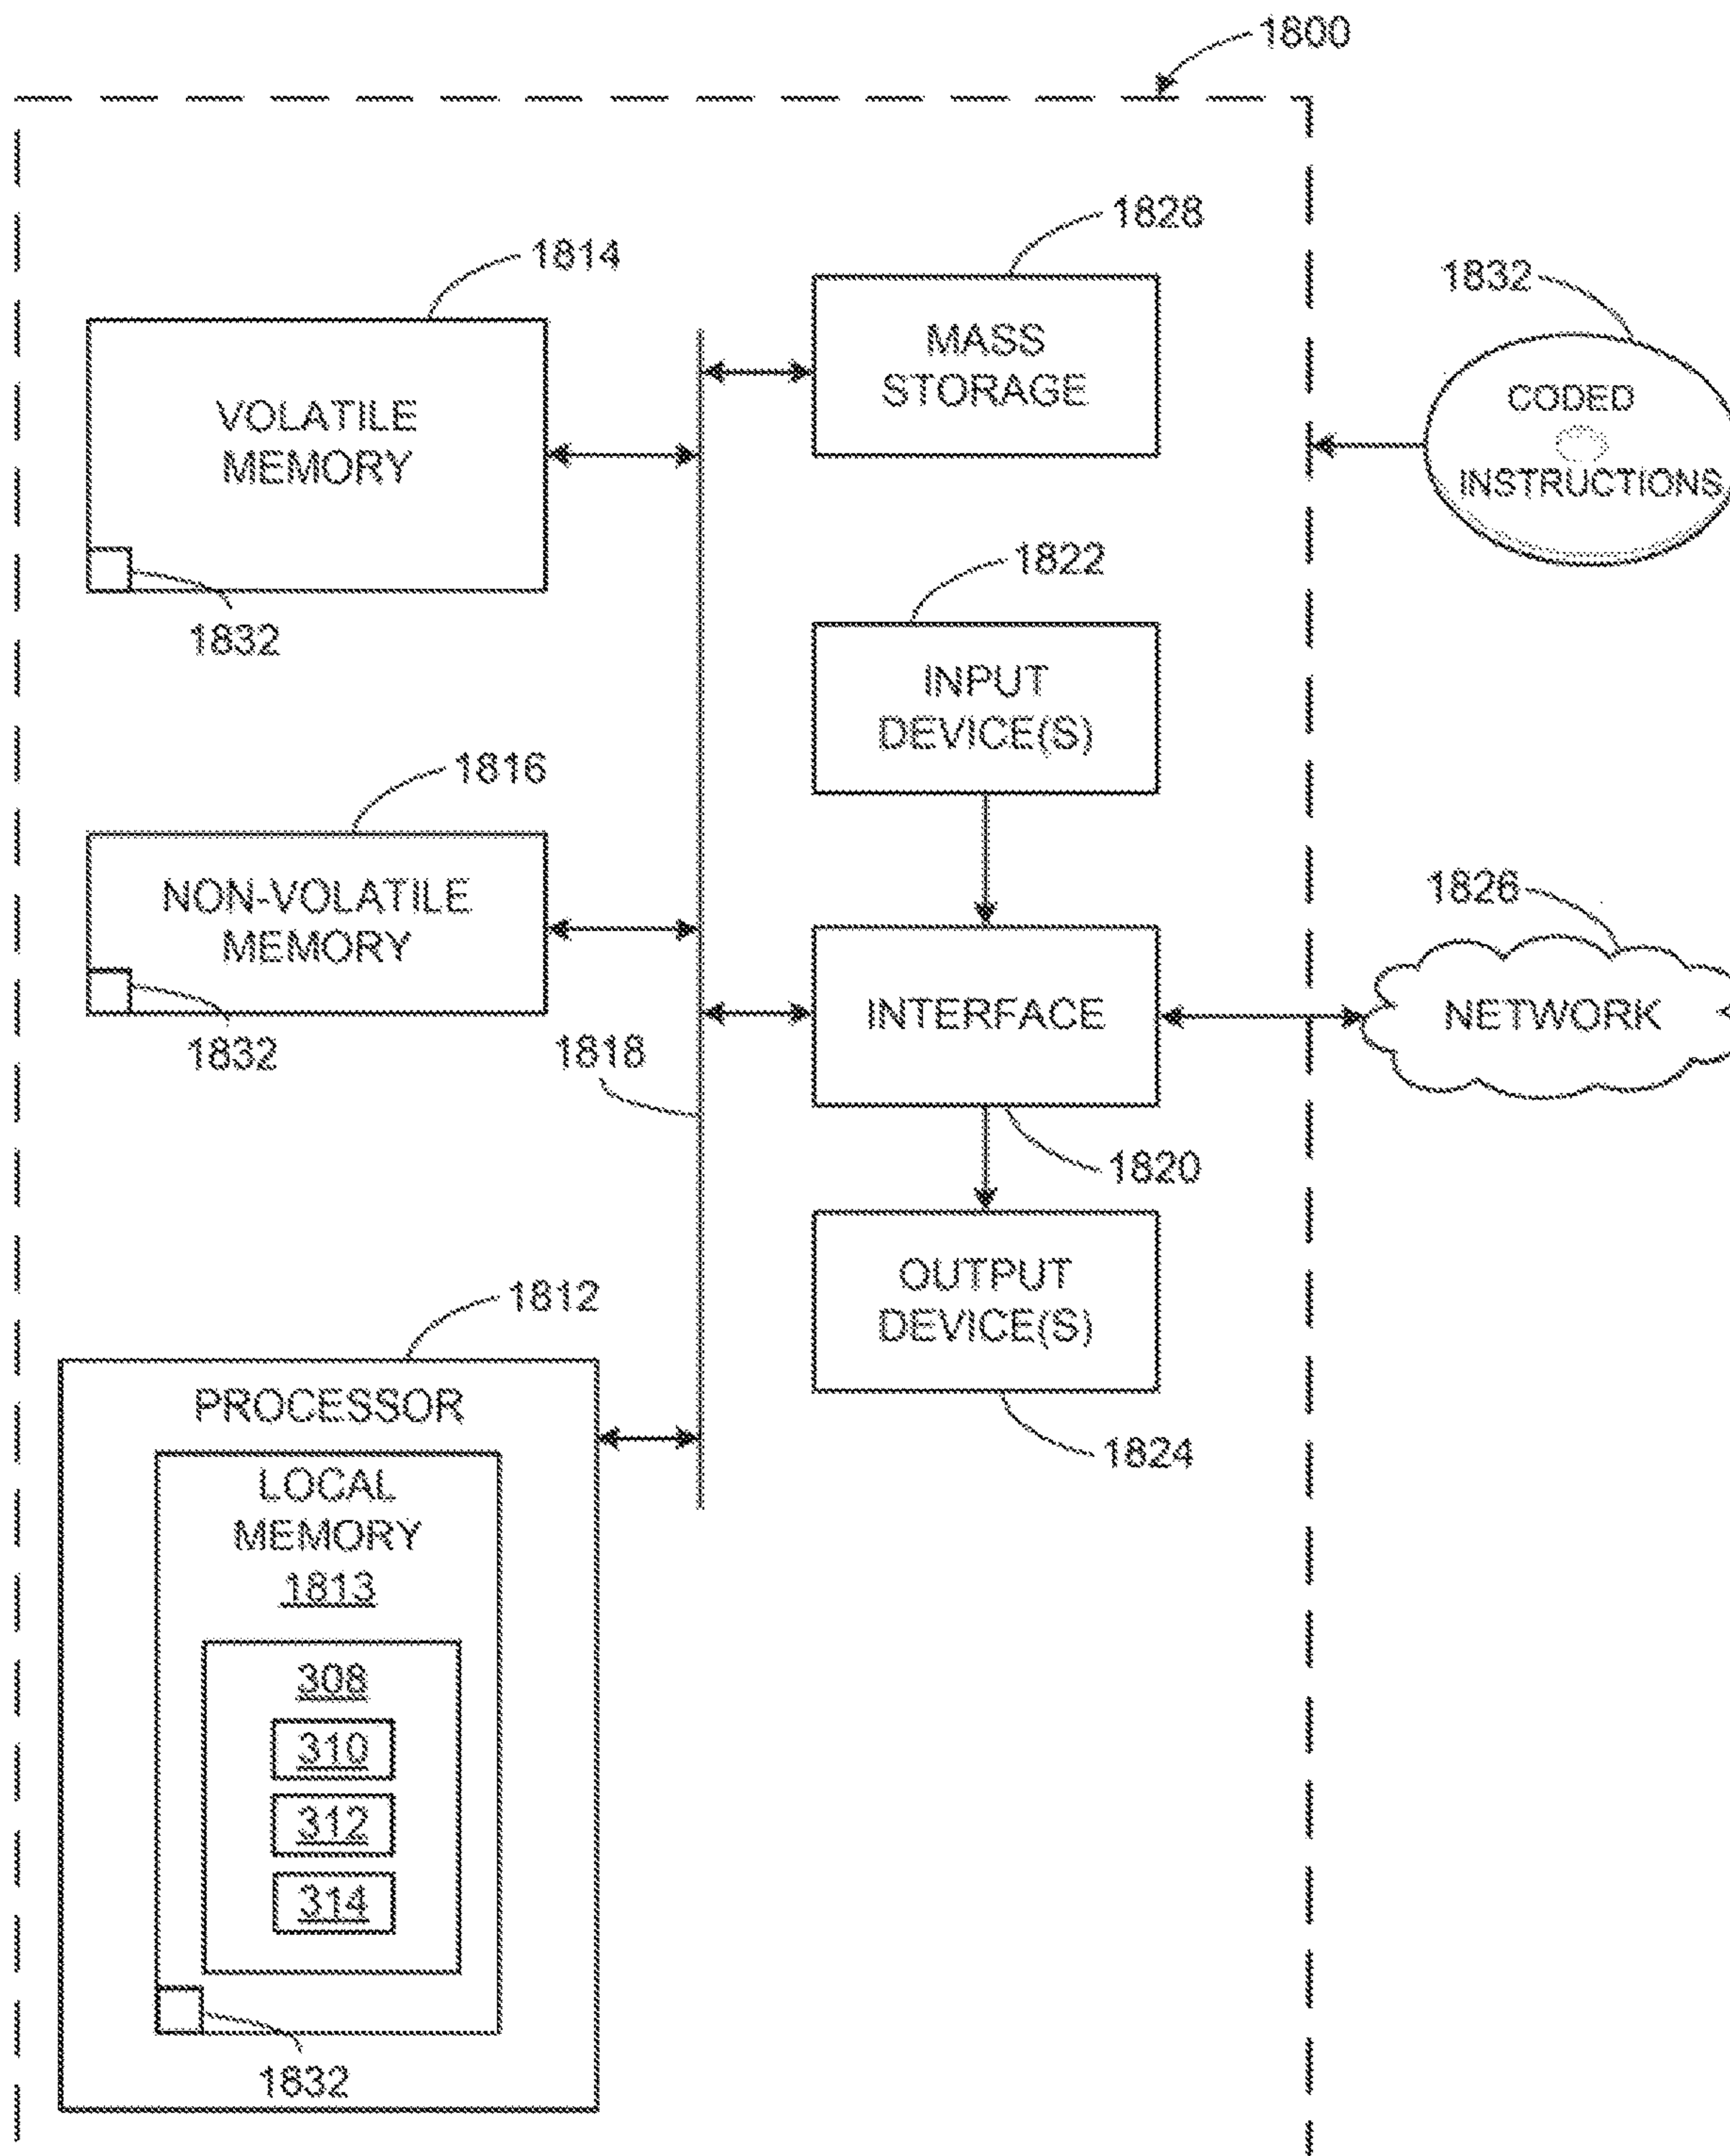 1800
1828
1814
1832
MASS
STORAGE
VOLATILE
MEMORY
CODED
INSTRUCTIONS
1822
1832
INPUT
DEVICE(S)
1816
1826
NON-VOLATILE
MEMORY
INTERFACE
NETWORK
1832
1818
1820
OUTPUT
DEVICE(S)
1812
1824
PROCESSOR
LOCAL
MEMORY
1813
308
310
312
314
1832